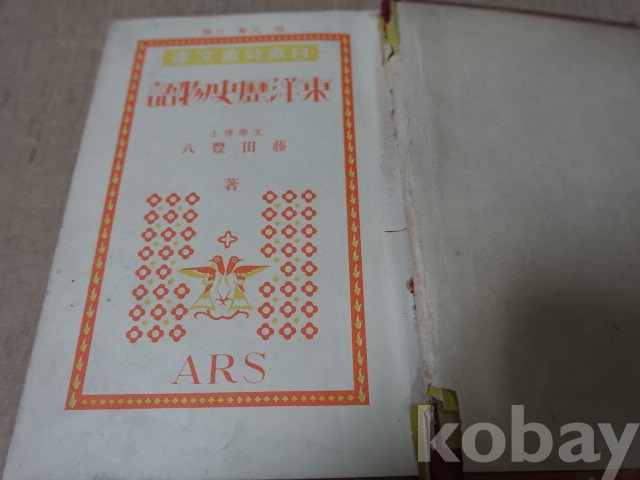 日本兒童文庫
東洋歷史物語
文學博士
藤田豐八
著
ARS
kobay